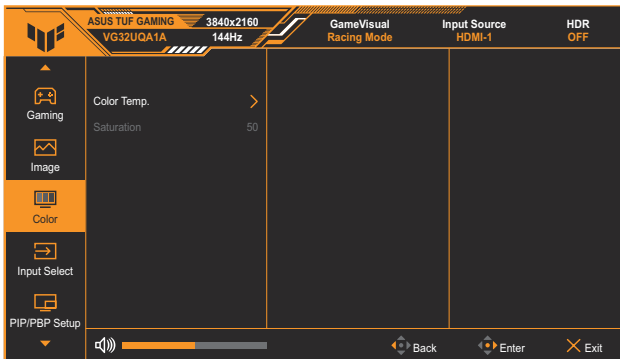 ASUS TUF GAMING 3840x2160 GameVisual Input Source HDR
VG32UQA1A 144Hz Racing Mode HDMI-1 OFF
Gaming
Color Temp.
Saturation 50
Image
Color
Input Select
PIP/PBP Setup
Back Enter Exit